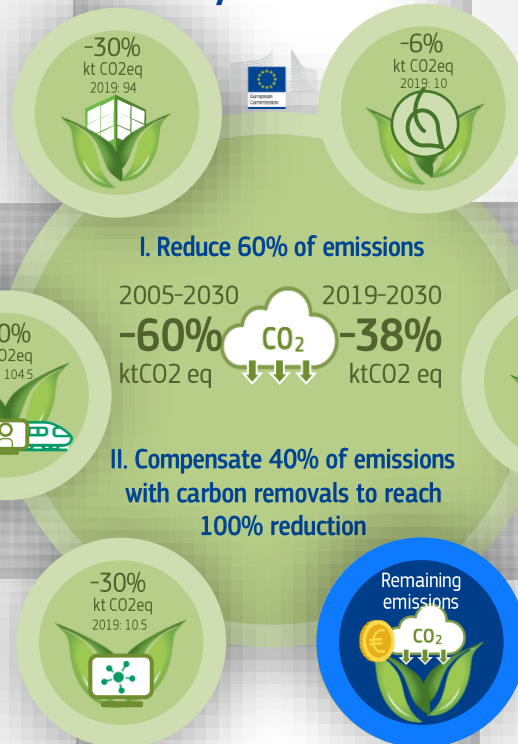 -30%
kt CO2eq
2019: 94
-6%
kt CO2eq
2019: 10
European
Commission
I. Reduce 60% of emissions
2005-2030
-60%
ktCO2 eq
CO2
2019-2030
-38%
ktCO2 eq
0%
O2eq
104.5
II. Compensate 40% of emissions
with carbon removals to reach
100% reduction
-30%
kt CO2eq
2019: 10.5
Remaining
emissions
CO2